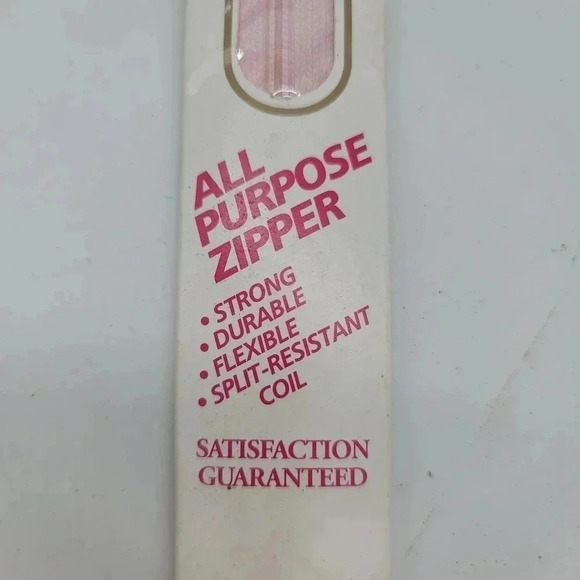 ALL
PURPOSE
ZIPPER
• STRONG
• DURABLE
• FLEXIBLE
• SPLIT-RESISTANT
COIL
SATISFACTION
GUARANTEED